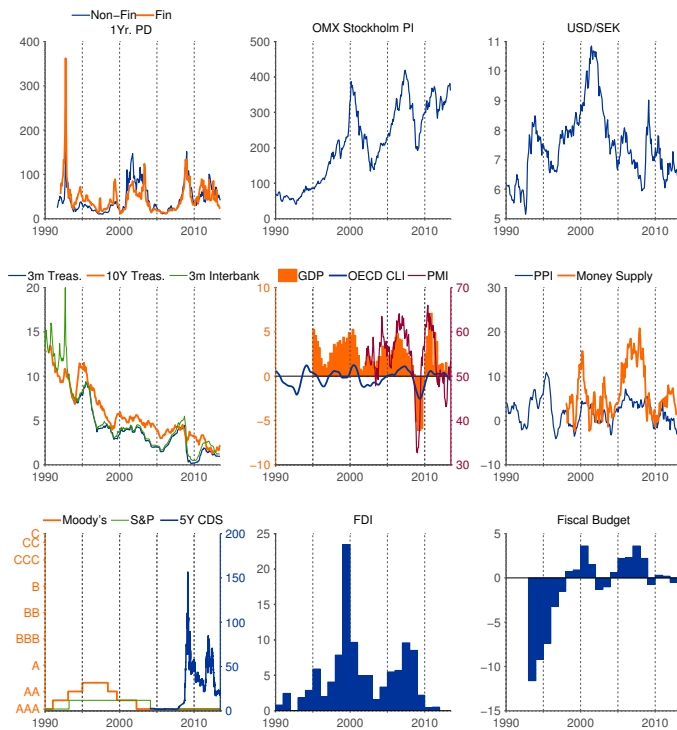 Non-Fin Fin
1Yr. PD
OMX Stockholm PI
USD/SEK
400
300
200
100
0
1990 2000 2010
500
400
300
200
100
0
1990 2000 2010
11
10
9
8
7
6
5
1990 2000 2010
3m Treas. 10Y Treas. 3m Interbank
GDP OECD CLI PMI
PPI Money Supply
20
15
10
5
0
1990 2000 2010
10
5
0
-5
-10
70
60
50
40
30
1990 2000 2010
30
20
10
0
-10
1990 2000 2010
Moody's S&P 5Y CDS
FDI
Fiscal Budget
C
CC
CCC
B
BB
BBB
A
AA
AAA
200
150
100
50
0
1990 2000 2010
25
20
15
10
5
0
1990 2000 2010
5
0
-5
-10
-15
1990 2000 2010